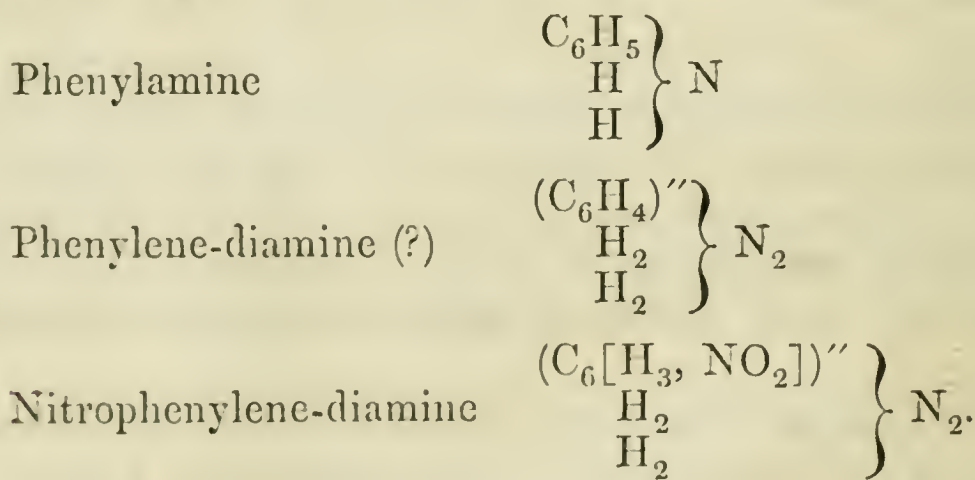 C₆H₅
Phenylamine H } N
H
(C₆H₄)″
Phenylene-diamine (?) H₂ } N₂
H₂
(C₆[H₃, NO₂])″
Nitrophenylene-diamine H₂ } N₂.
H₂